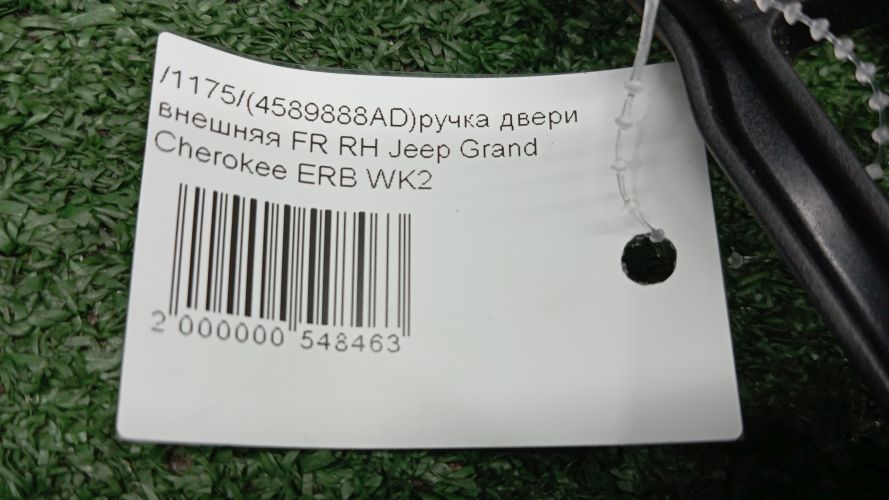 /1175/(4589888AD)ручка двери
внешняя FR RH Jeep Grand
Cherokee ERB WK2
2 000000 548463